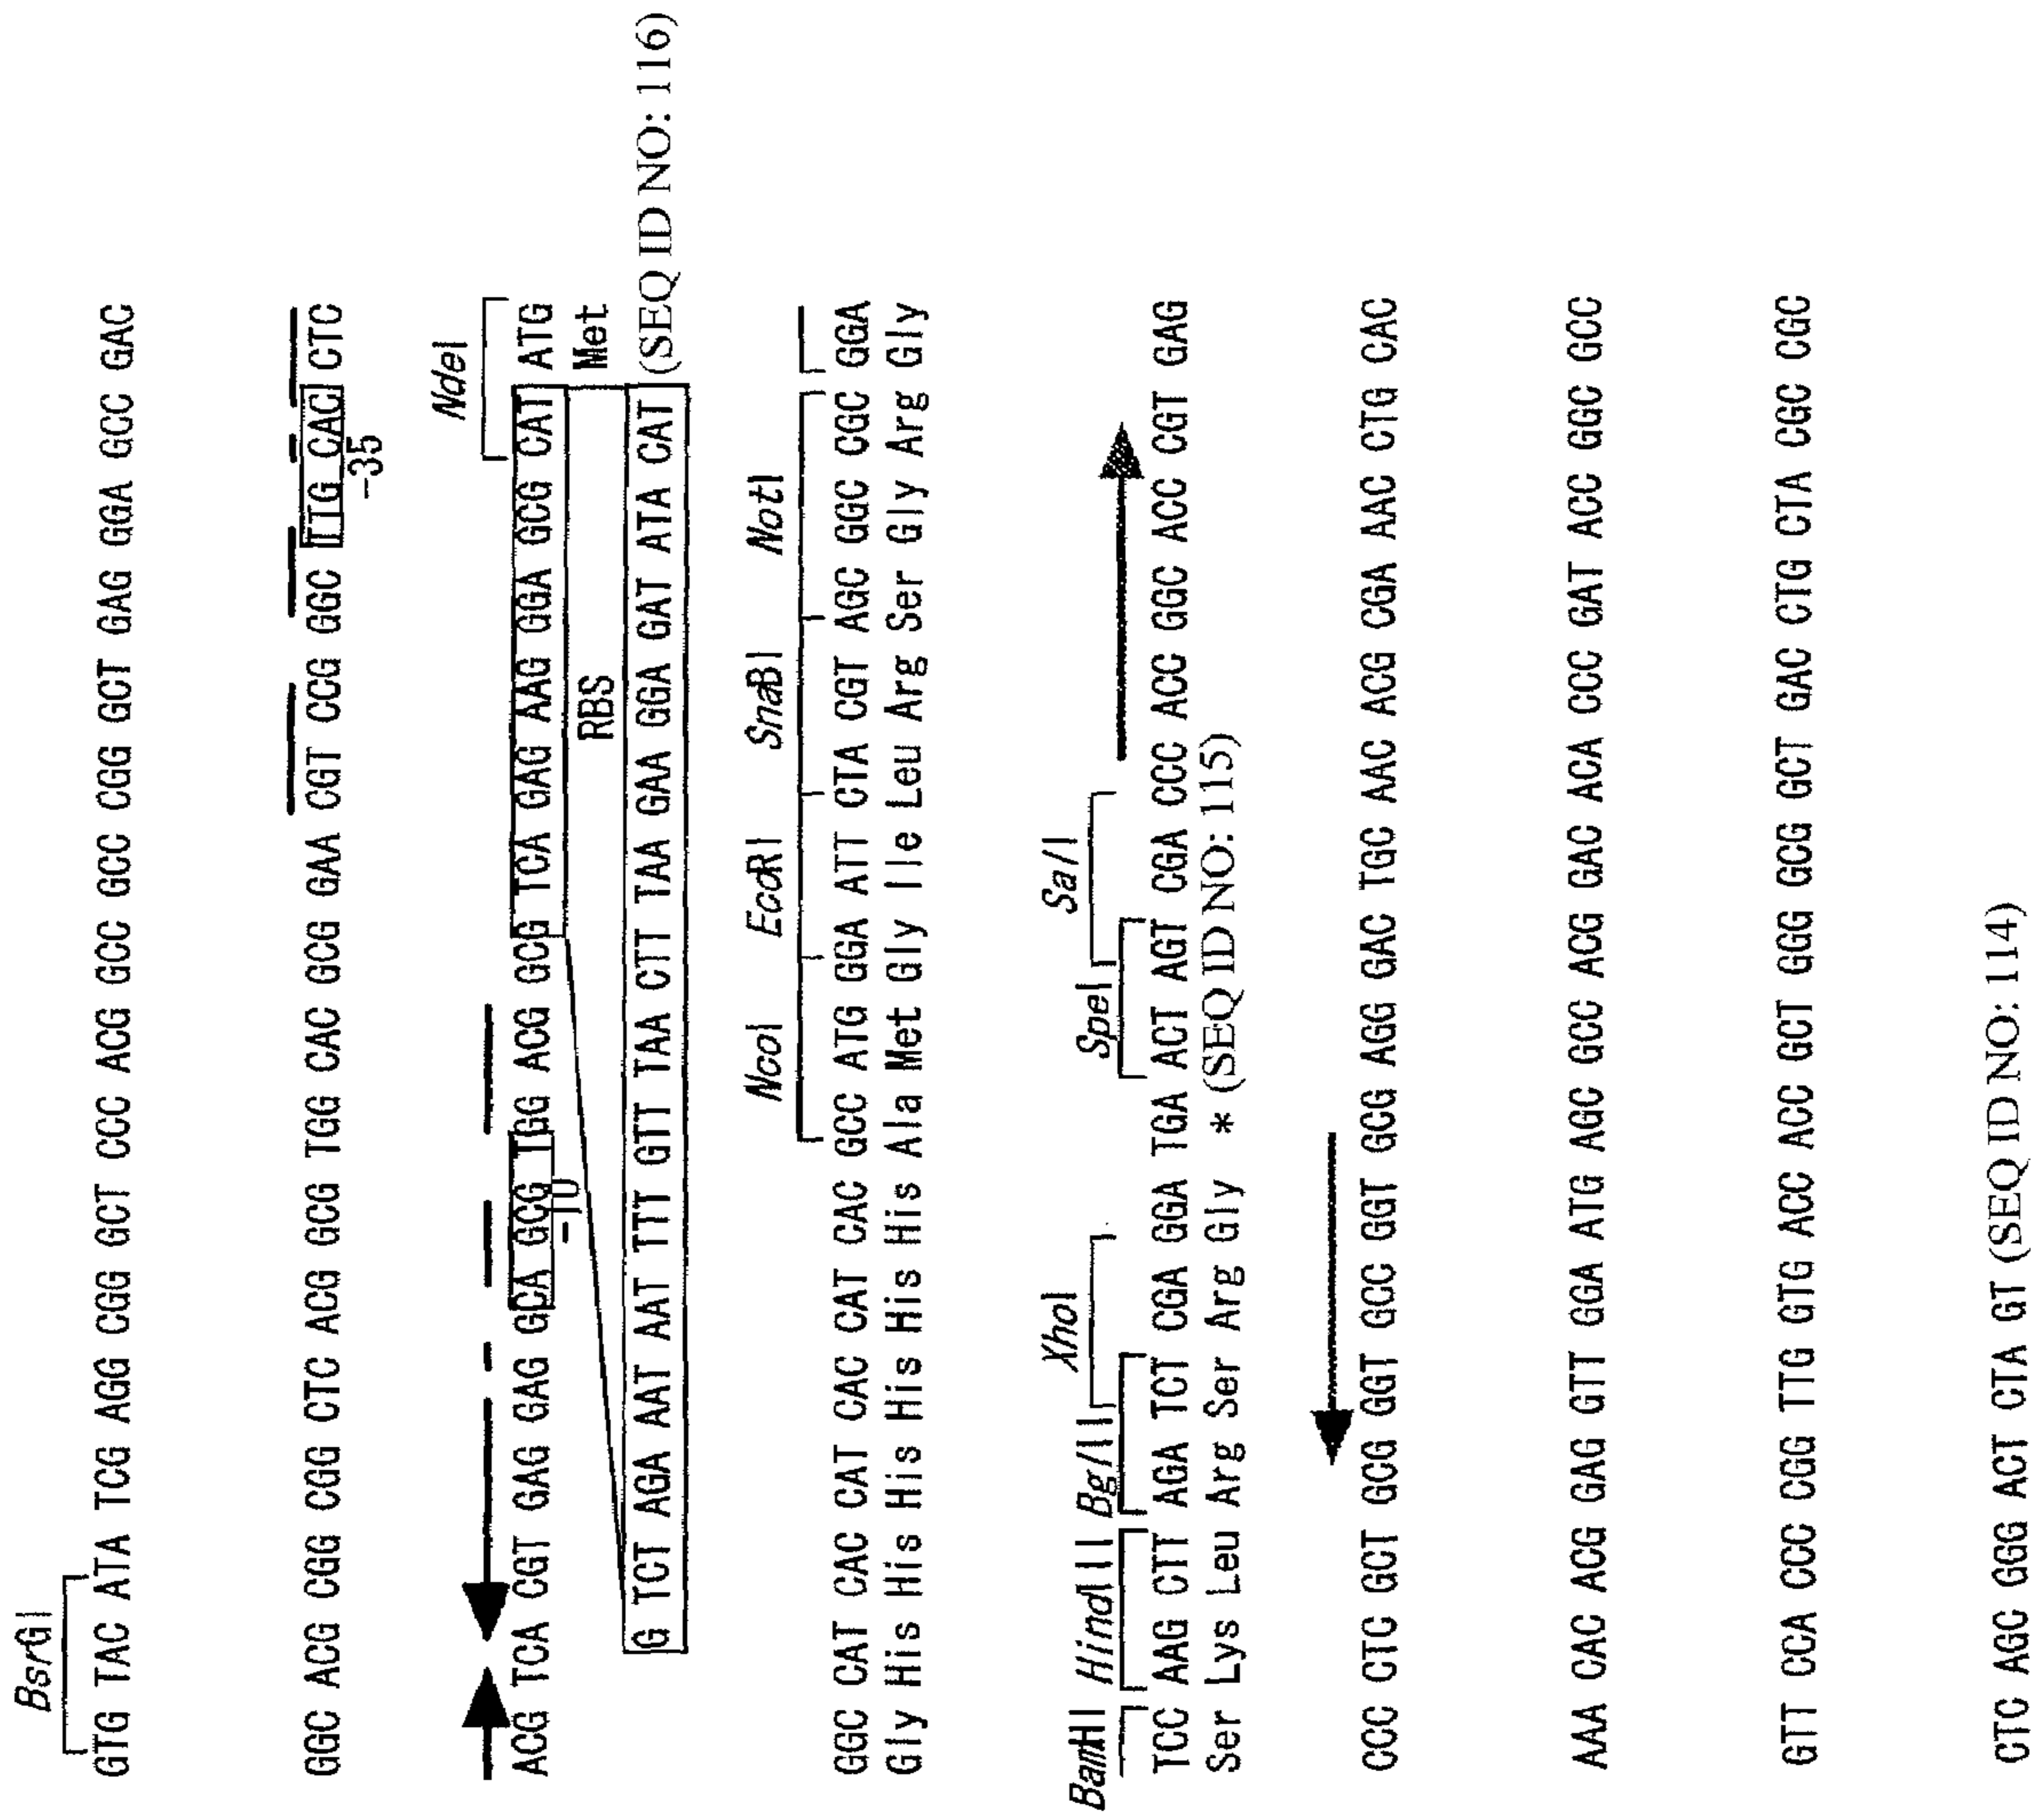 BsrGI
GTG TAC ATA TCG AGG CGG GCT CCC ACG GCC GCC CGG GCT GAG GGA GCC GAC
GGC ACG CGG CGG CTC ACG GCG TGG CAC GCG GAA CGT CCG GGC TTG CAC CTC
-35
NdeI
ACG TCA CGT GAG GAG GCA GCG TGG ACG GCG TCA GAG AAG GGA GCG CAT ATG
-10 RBS Met
G TCT AGA AAT AAT TTT GTT TAA CTT TAA GAA GGA GAT ATA CAT (SEQ ID NO: 116)
NcoI EcoRI SnaBI NotI
GGC CAT CAC CAT CAC CAT CAC GCC ATG GGA ATT CTA CGT AGC GGC CGC GGA
Gly His His His His His His Ala Met Gly Ile Leu Arg Ser Gly Arg Gly
BamHI HindIII BglII XhoI SpeI SalI
TCC AAG CTT AGA TCT CGA GGA TGA ACT AGT CGA CCC ACC GGC ACC CGT GAG
Ser Lys Leu Arg Ser Arg Gly * (SEQ ID NO: 115)
CCC CTC GCT GCG GGT GCC GGT GCG AGG GAC TGC AAC ACG CGA AAC CTG CAC
AAA CAC ACG GAG GTT GGA ATG AGC GCC ACG GAC ACA CCC GAT ACC GGC GCC
GTT CCA CCC CGG TTG GTG ACC ACC GCT GGG GCG GCT GAC CTG CTA CGC CGC
CTC AGC GGG ACT CTA GT (SEQ ID NO: 114)